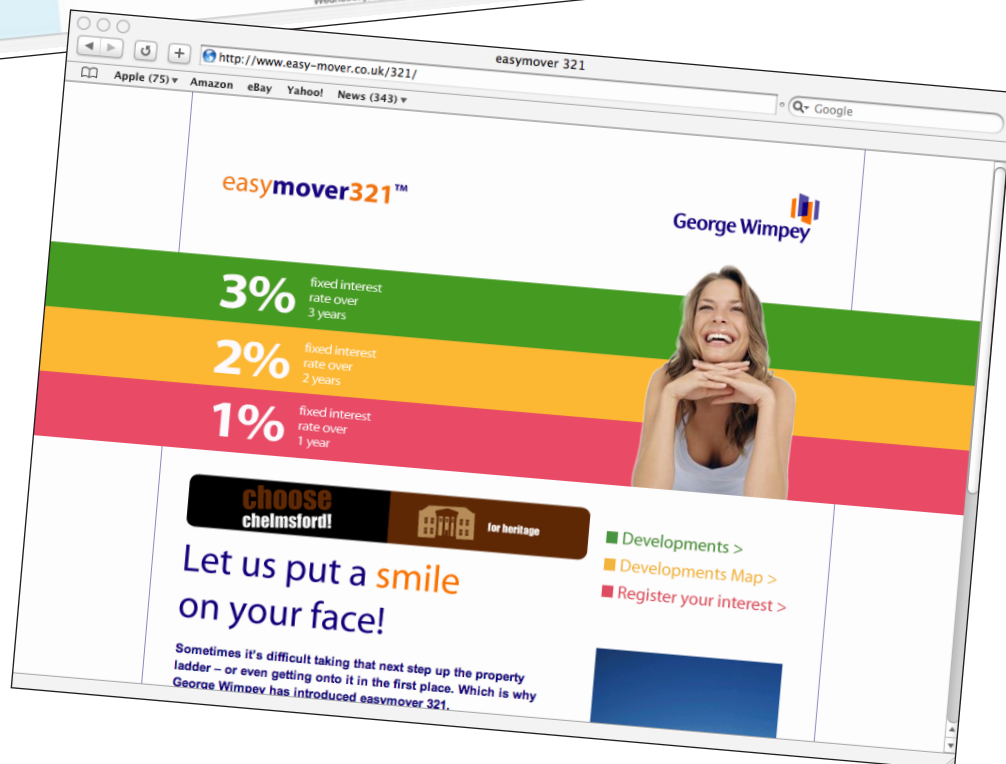 easymover 321
http://www.easy-mover.co.uk/321/
Google
Apple (75) Amazon eBay Yahoo! News (343)
easymover321™
George Wimpey
3% fixed interest
rate over
3 years
2% fixed interest
rate over
2 years
1% fixed interest
rate over
1 year
choose
chelmsford!
for heritage
Developments >
Developments Map >
Register your interest >
Let us put a smile
on your face!
Sometimes it's difficult taking that next step up the property
ladder – or even getting onto it in the first place. Which is why
George Wimpey has introduced easymover 321.